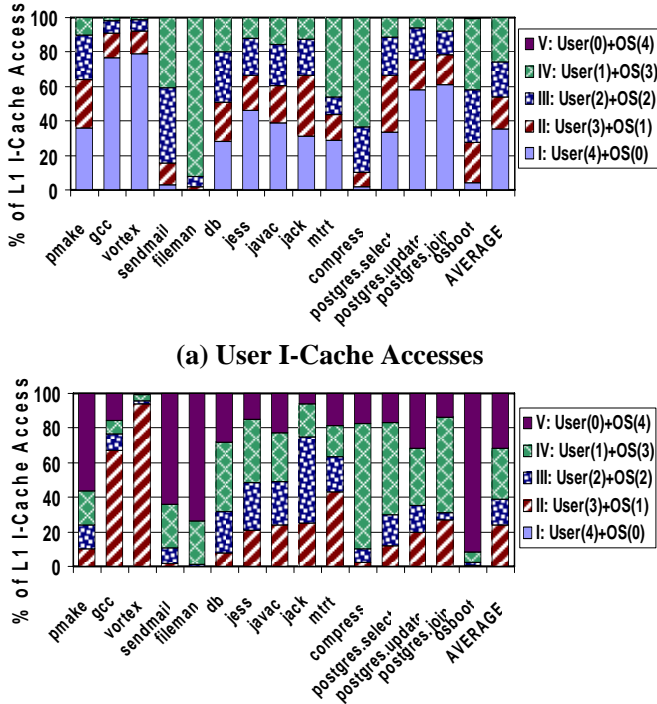 % of L1 I-Cache Access
100
80
60
40
20
0
pmake
gcc
vortex
sendmail
fileman
db
jess
javac
jack
mtrt
compress
postgres.select
postgres.update
postgres.join
osboot
AVERAGE
V: User(0)+OS(4)
IV: User(1)+OS(3)
III: User(2)+OS(2)
II: User(3)+OS(1)
I: User(4)+OS(0)
(a) User I-Cache Accesses
% of L1 I-Cache Access
100
80
60
40
20
0
pmake
gcc
vortex
sendmail
fileman
db
jess
javac
jack
mtrt
compress
postgres.select
postgres.update
postgres.join
osboot
AVERAGE
V: User(0)+OS(4)
IV: User(1)+OS(3)
III: User(2)+OS(2)
II: User(3)+OS(1)
I: User(4)+OS(0)